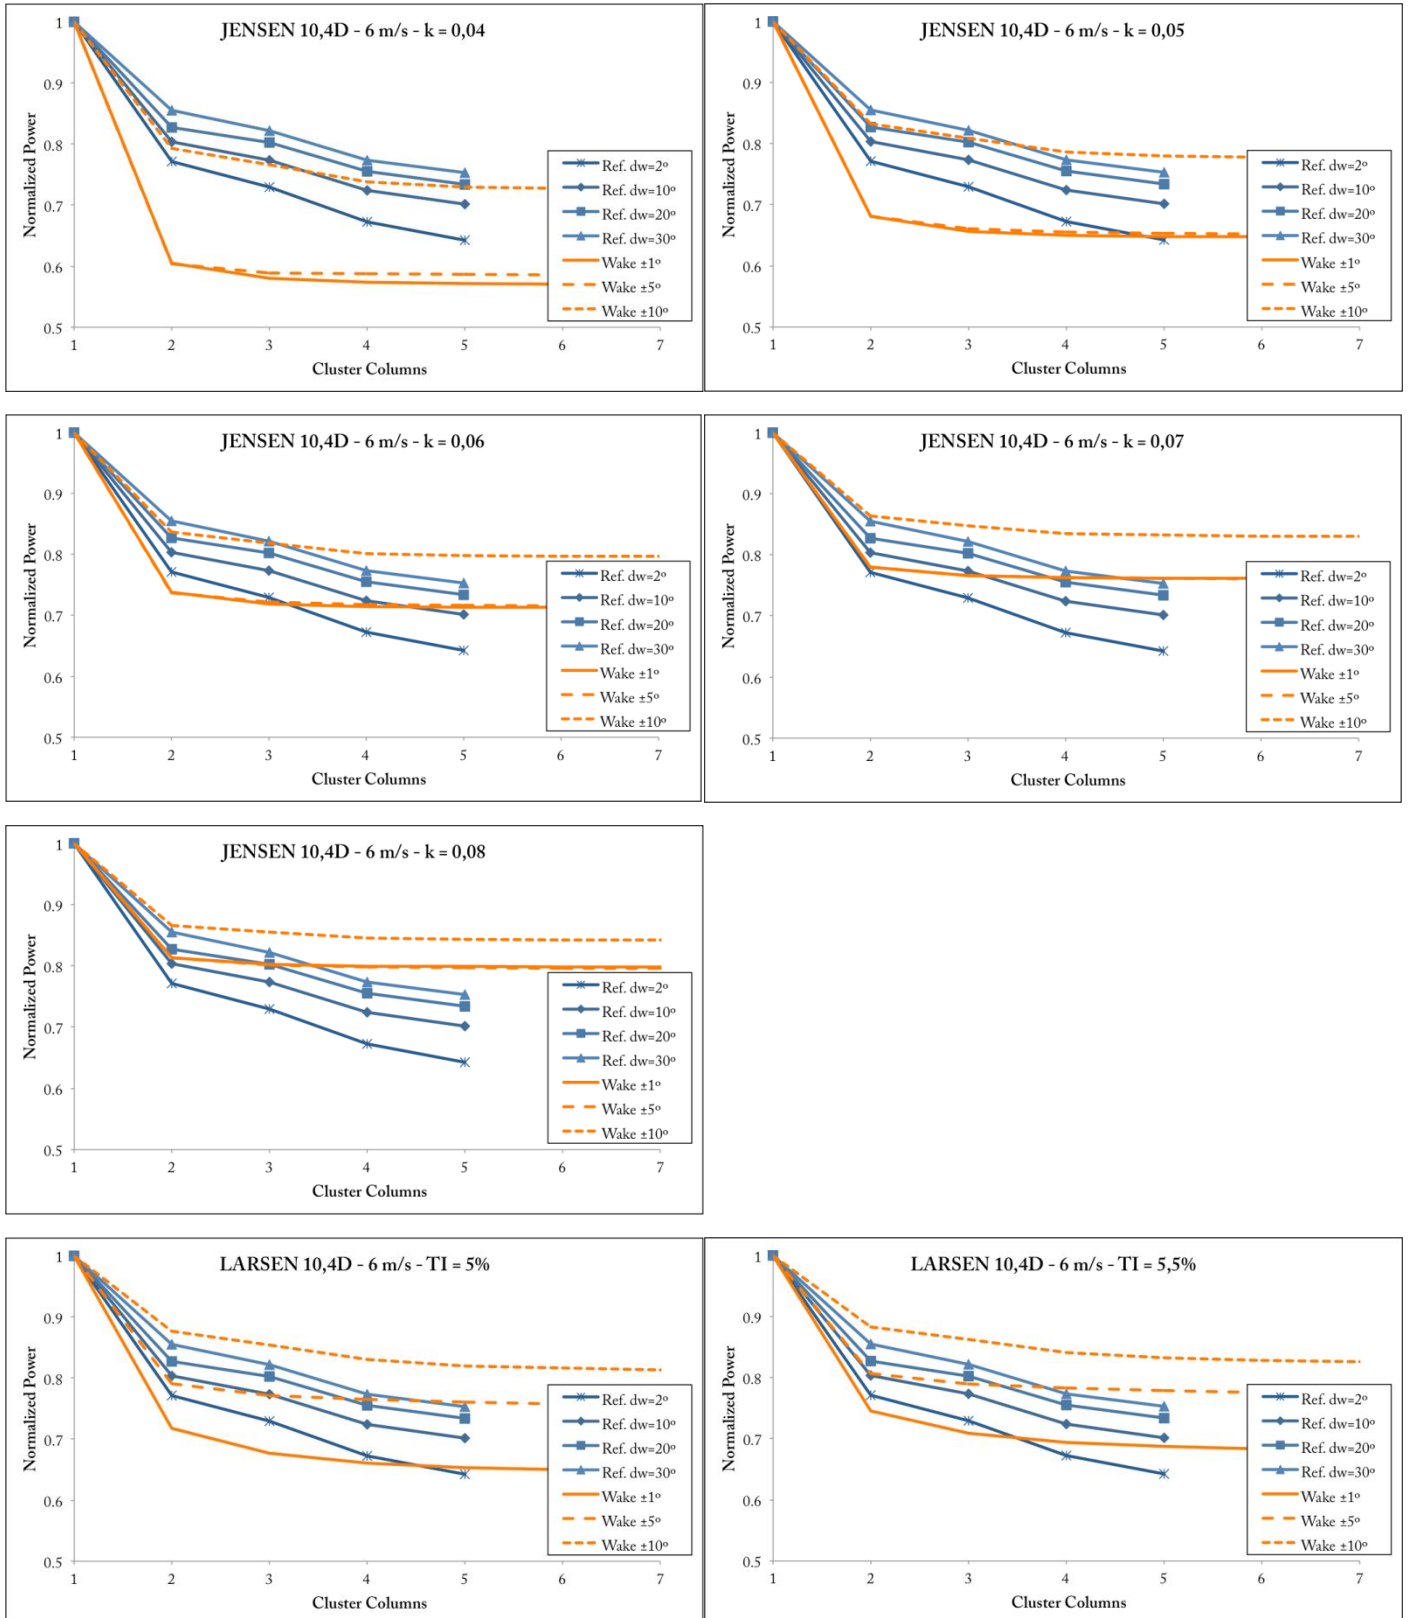 JENSEN 10,4D - 6 m/s - k = 0,04
Normalized Power
1
0.9
0.8
0.7
0.6
0.5
1 2 3 4 5 6 7
Cluster Columns
Ref. dw=2º
Ref. dw=10º
Ref. dw=20º
Ref. dw=30º
Wake ±1º
Wake ±5º
Wake ±10º
JENSEN 10,4D - 6 m/s - k = 0,05
Normalized Power
1
0.9
0.8
0.7
0.6
0.5
1 2 3 4 5 6 7
Cluster Columns
Ref. dw=2º
Ref. dw=10º
Ref. dw=20º
Ref. dw=30º
Wake ±1º
Wake ±5º
Wake ±10º
JENSEN 10,4D - 6 m/s - k = 0,06
Normalized Power
1
0.9
0.8
0.7
0.6
0.5
1 2 3 4 5 6 7
Cluster Columns
Ref. dw=2º
Ref. dw=10º
Ref. dw=20º
Ref. dw=30º
Wake ±1º
Wake ±5º
Wake ±10º
JENSEN 10,4D - 6 m/s - k = 0,07
Normalized Power
1
0.9
0.8
0.7
0.6
0.5
1 2 3 4 5 6 7
Cluster Columns
Ref. dw=2º
Ref. dw=10º
Ref. dw=20º
Ref. dw=30º
Wake ±1º
Wake ±5º
Wake ±10º
JENSEN 10,4D - 6 m/s - k = 0,08
Normalized Power
1
0.9
0.8
0.7
0.6
0.5
1 2 3 4 5 6 7
Cluster Columns
Ref. dw=2º
Ref. dw=10º
Ref. dw=20º
Ref. dw=30º
Wake ±1º
Wake ±5º
Wake ±10º
LARSEN 10,4D - 6 m/s - TI = 5%
Normalized Power
1
0.9
0.8
0.7
0.6
0.5
1 2 3 4 5 6 7
Cluster Columns
Ref. dw=2º
Ref. dw=10º
Ref. dw=20º
Ref. dw=30º
Wake ±1º
Wake ±5º
Wake ±10º
LARSEN 10,4D - 6 m/s - TI = 5,5%
Normalized Power
1
0.9
0.8
0.7
0.6
0.5
1 2 3 4 5 6 7
Cluster Columns
Ref. dw=2º
Ref. dw=10º
Ref. dw=20º
Ref. dw=30º
Wake ±1º
Wake ±5º
Wake ±10º